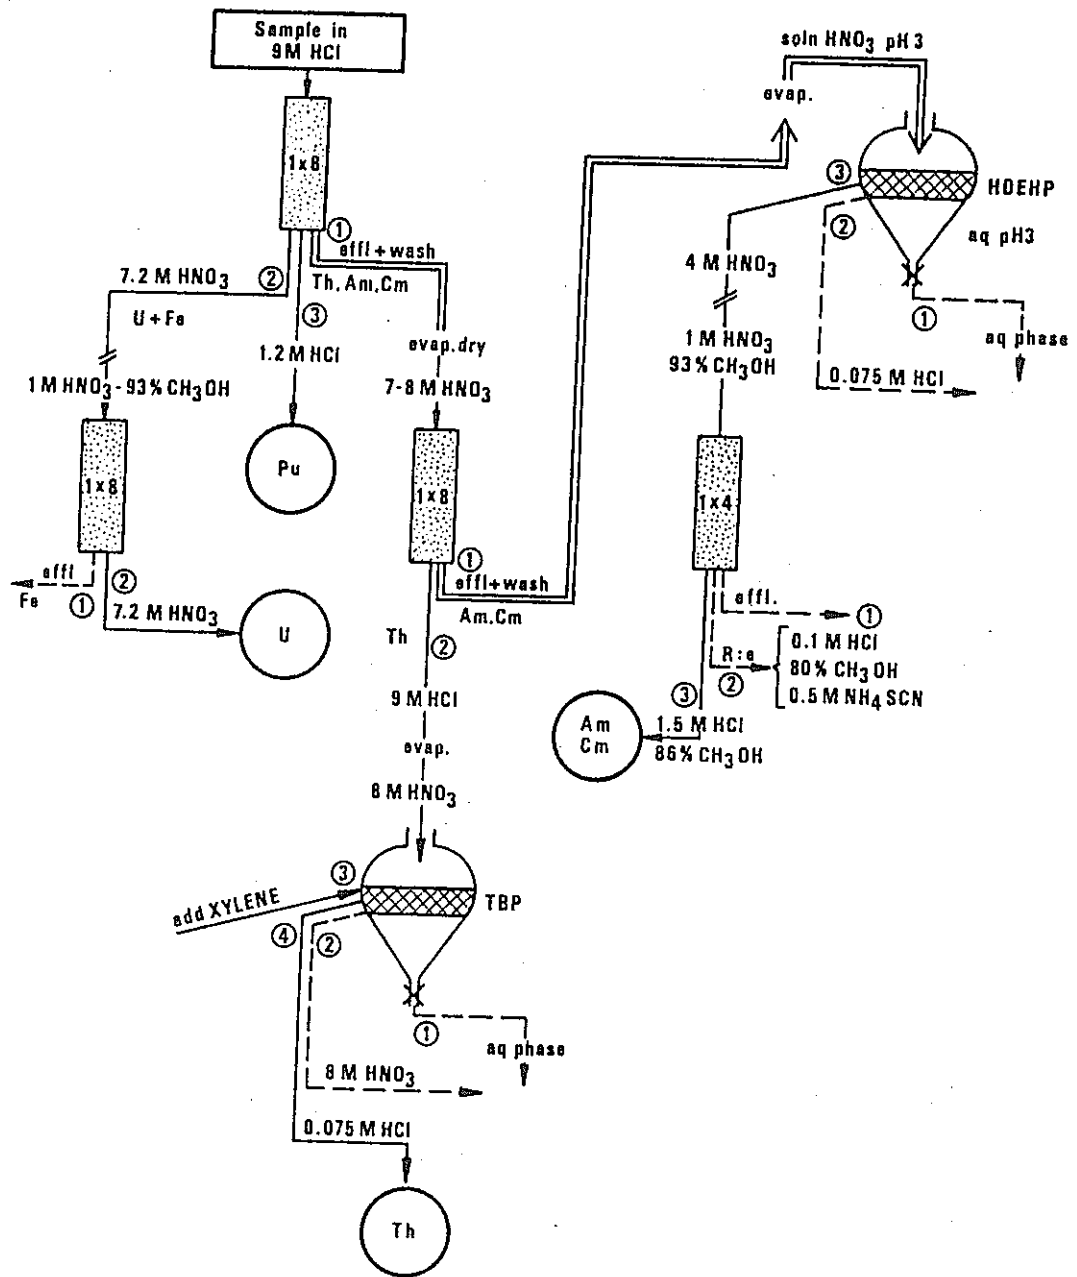 Sample in
9M HCl
1x8
①
effl+wash
Th, Am, Cm
②
7.2 M HNO₃
U + Fe
③
1.2 M HCl
Pu
1M HNO₃-93% CH₃OH
1x8
effl
Fe
①
②
7.2 M HNO₃
U
evap. dry
7-8 M HNO₃
1x8
①
effl+wash
Am, Cm
Th
②
9 M HCl
evap.
8 M HNO₃
add XYLENE
③
TBP
④
②
①
aq phase
8 M HNO₃
0.075 M HCl
Th
evap.
soln HNO₃ pH 3
HDEHP
aq pH3
③
②
①
aq phase
0.075 M HCl
4 M HNO₃
1 M HNO₃
93% CH₃OH
1x4
effl.
①
R:e
②
0.1 M HCl
80% CH₃OH
0.5 M NH₄SCN
③
1.5 M HCl
86% CH₃OH
Am
Cm